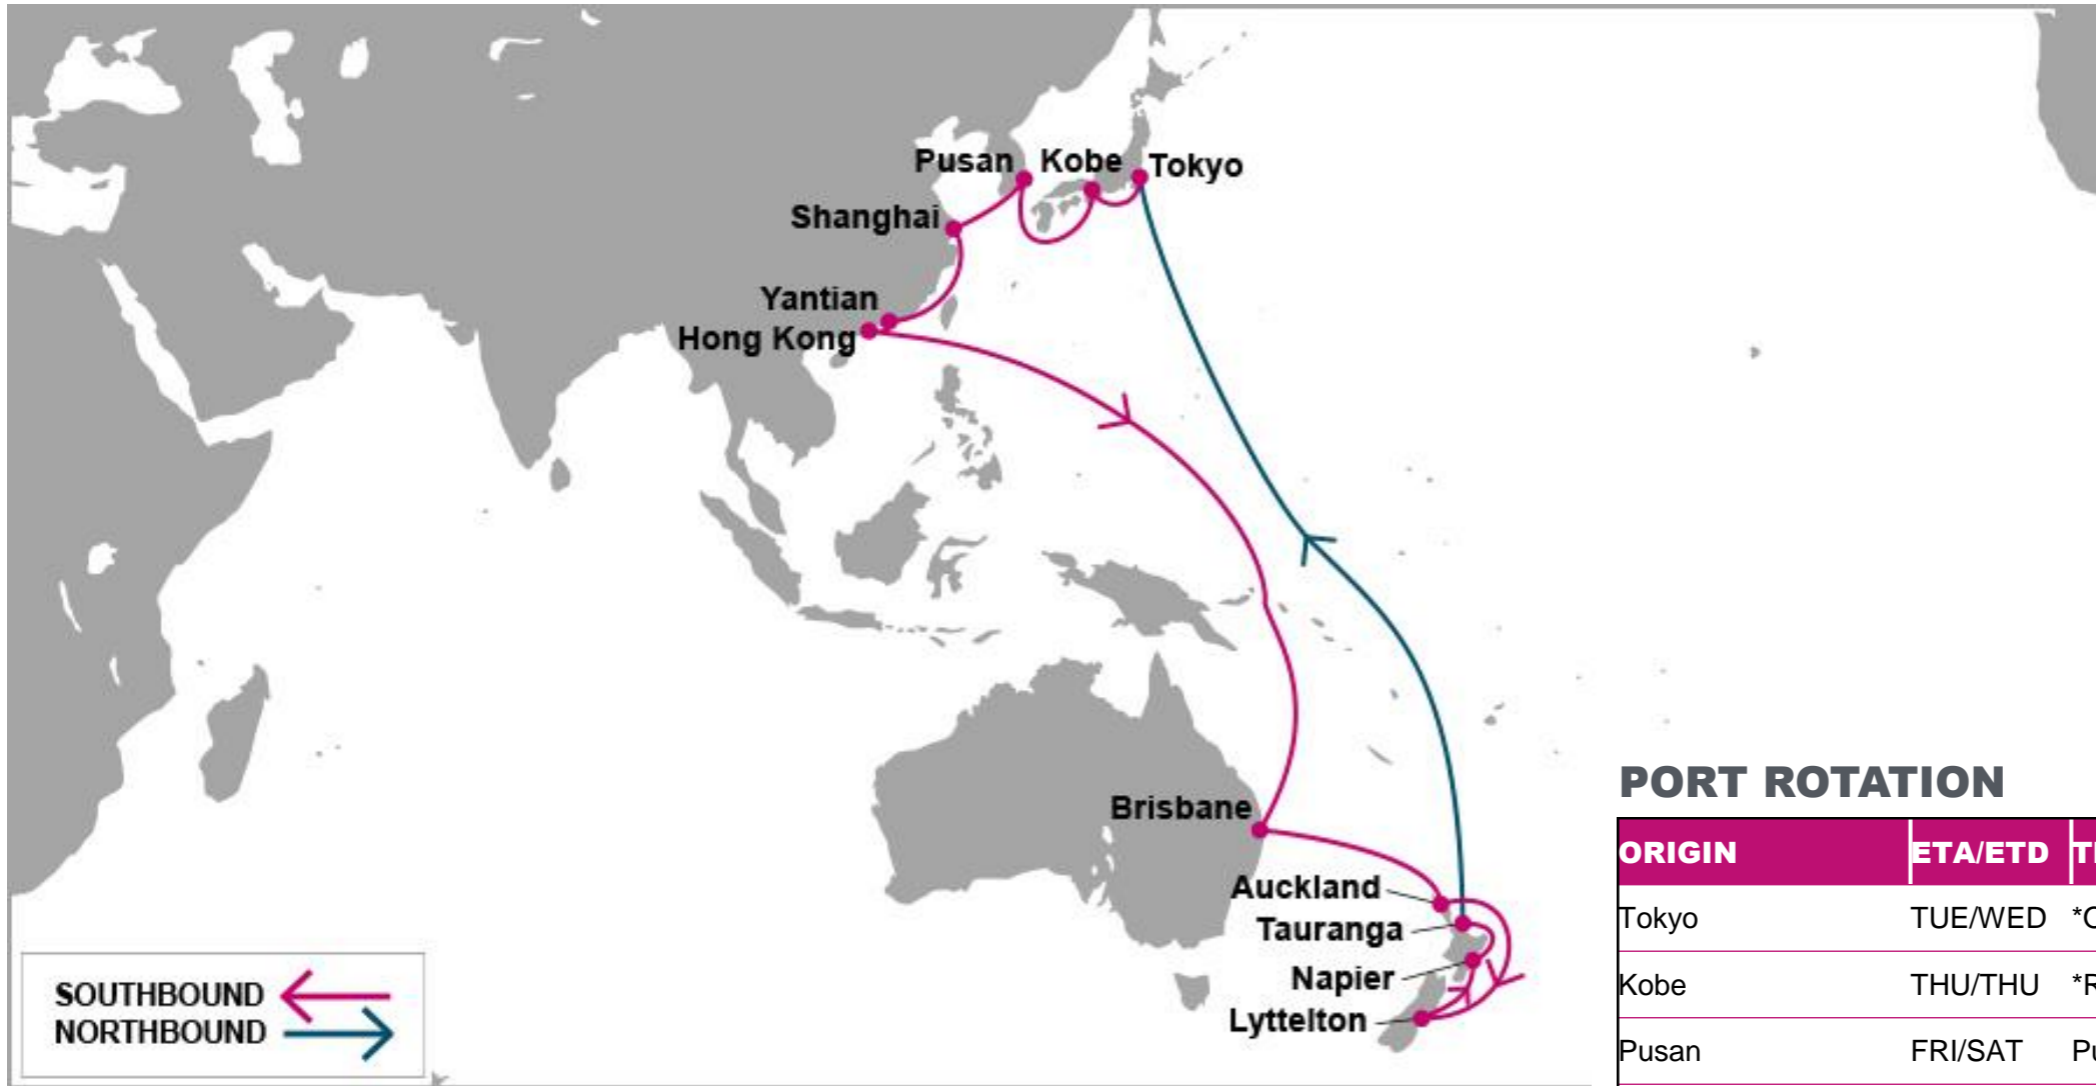 Pusan
Kobe
Tokyo
Shanghai
Yantian
Hong Kong
Brisbane
Auckland
Tauranga
Napier
Lyttelton
SOUTHBOUND
NORTHBOUND
PORT ROTATION
ORIGIN ETA/ETD
Tokyo TUE/WED
Kobe THU/THU
Pusan FRI/SAT